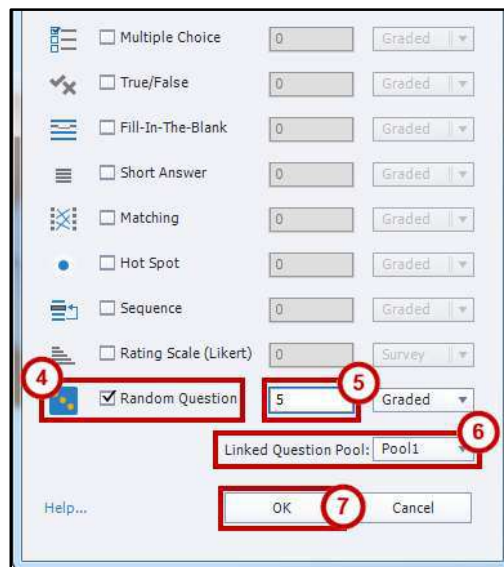 Multiple Choice 0 Graded
True/False 0 Graded
Fill-In-The-Blank 0 Graded
Short Answer 0 Graded
Matching 0 Graded
Hot Spot 0 Graded
Sequence 0 Graded
Rating Scale (Likert) 0 Survey
4 Random Question 5 5 Graded
6
Linked Question Pool: Pool1
Help... OK 7 Cancel